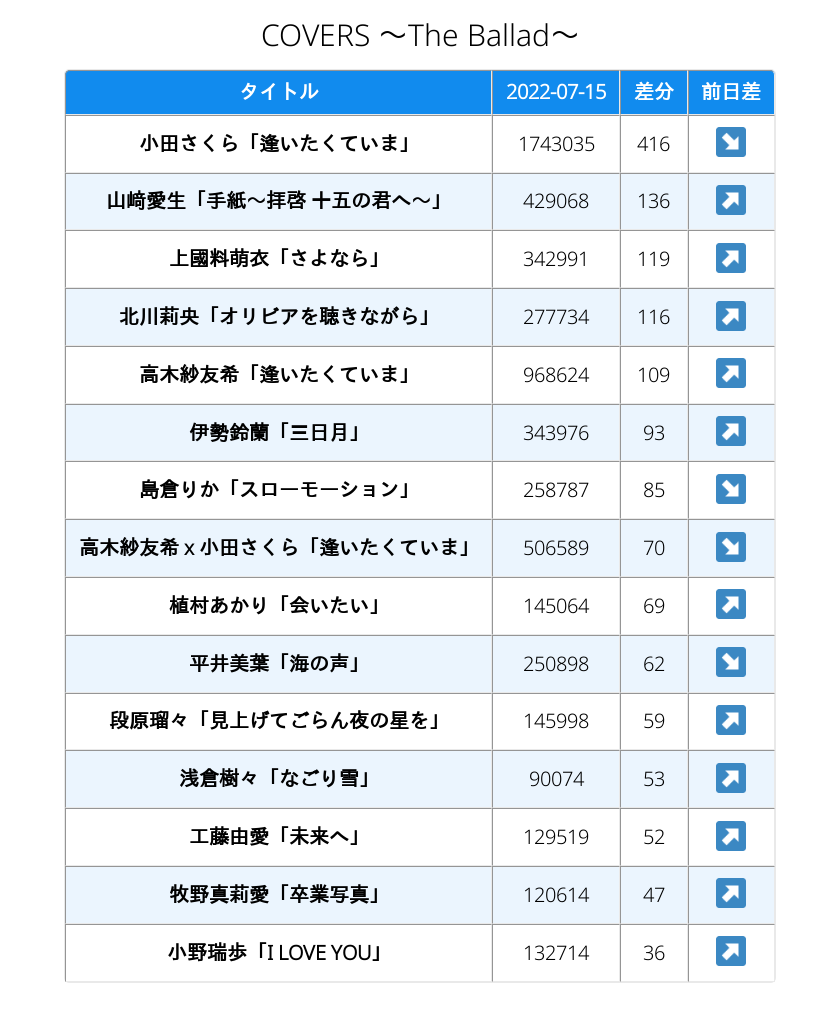 COVERS ～The Ballad～
タイトル 2022-07-15 差分 前日差
小田さくら「逢いたくていま」 1743035 416 ↘
山﨑愛生「手紙～拝啓 十五の君へ～」 429068 136 ↗
上國料萌衣「さよなら」 342991 119 ↗
北川莉央「オリビアを聴きながら」 277734 116 ↗
高木紗友希「逢いたくていま」 968624 109 ↗
伊勢鈴蘭「三日月」 343976 93 ↗
島倉りか「スローモーション」 258787 85 ↘
高木紗友希 x 小田さくら「逢いたくていま」 506589 70 ↘
植村あかり「会いたい」 145064 69 ↗
平井美葉「海の声」 250898 62 ↘
段原瑠々「見上げてごらん夜の星を」 145998 59 ↗
浅倉樹々「なごり雪」 90074 53 ↗
工藤由愛「未来へ」 129519 52 ↗
牧野真莉愛「卒業写真」 120614 47 ↗
小野瑞歩「I LOVE YOU」 132714 36 ↗